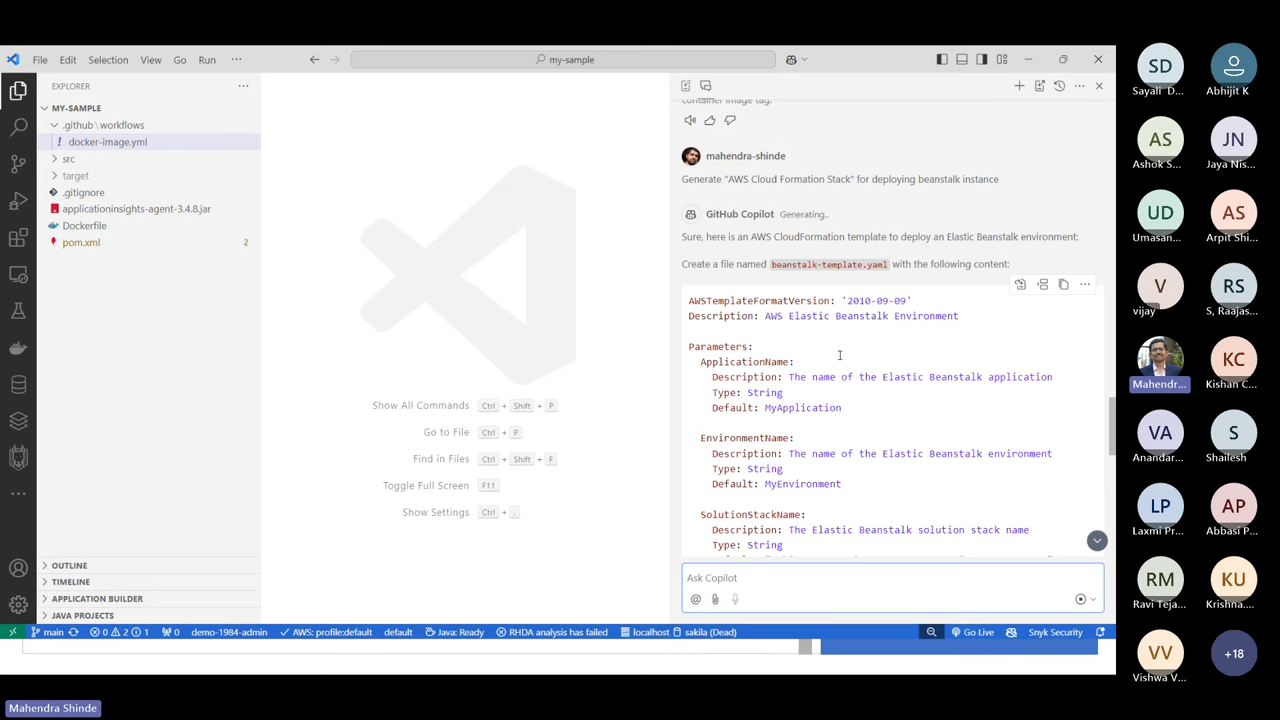 File Edit Selection View Go Run ···
my-sample
EXPLORER
MY-SAMPLE
.github \ workflows
! docker-image.yml
src
target
.gitignore
applicationinsights-agent-3.4.8.jar
Dockerfile
pom.xml 2
OUTLINE
TIMELINE
APPLICATION BUILDER
JAVA PROJECTS
Show All Commands Ctrl + Shift + P
Go to File Ctrl + P
Find in Files Ctrl + Shift + F
Toggle Full Screen F11
Show Settings Ctrl + ,
container image tag.
mahendra-shinde
Generate "AWS Cloud Formation Stack" for deploying beanstalk instance
GitHub Copilot Generating..
Sure, here is an AWS CloudFormation template to deploy an Elastic Beanstalk environment:
Create a file named beanstalk-template.yaml with the following content:
AWSTemplateFormatVersion: '2010-09-09'
Description: AWS Elastic Beanstalk Environment
Parameters:
ApplicationName:
Description: The name of the Elastic Beanstalk application
Type: String
Default: MyApplication
EnvironmentName:
Description: The name of the Elastic Beanstalk environment
Type: String
Default: MyEnvironment
SolutionStackName:
Description: The Elastic Beanstalk solution stack name
Type: String
Ask Copilot
main 0 2 1 0 demo-1984-admin AWS: profile:default default Java: Ready RHDA analysis has failed localhost sakila (Dead) Go Live Snyk Security
SD
Sayali D...
Abhijit K
AS
Ashok S...
JN
Jaya Nis...
UD
Umasan...
AS
Arpit Shi...
V
vijay
RS
S, Raajas...
Mahendr...
KC
Kishan C...
VA
Anandar...
S
Shailesh
LP
Laxmi Pr...
AP
Abbasi P...
RM
Ravi Teja...
KU
Krishna...
VV
Vishwa V...
+18
Mahendra Shinde